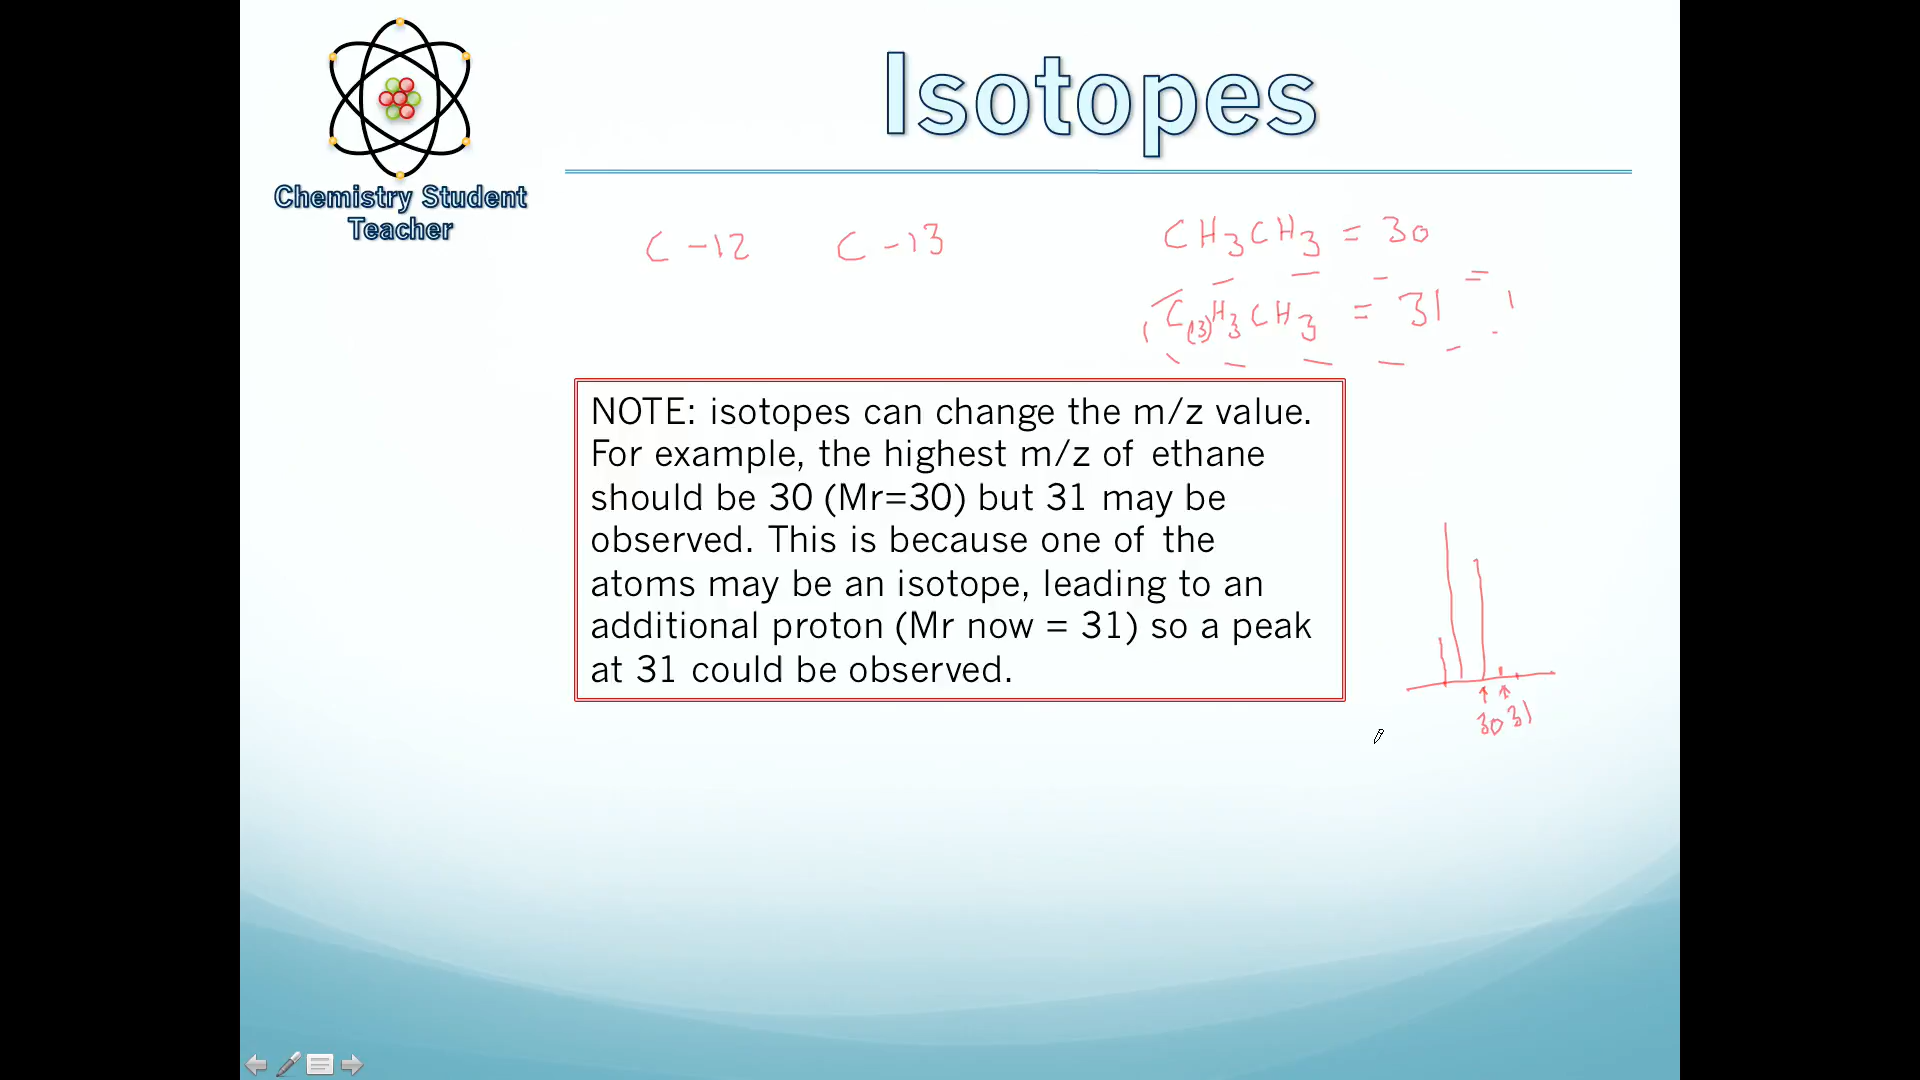 Isotopes
Chemistry Student
Teacher
C-12 C-13
CH3CH3 = 30
C(13)H3CH3 = 31
NOTE: isotopes can change the m/z value.
For example, the highest m/z of ethane
should be 30 (Mr=30) but 31 may be
observed. This is because one of the
atoms may be an isotope, leading to an
additional proton (Mr now = 31) so a peak
at 31 could be observed.
30 31